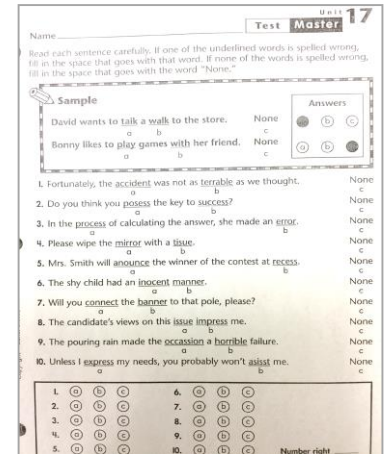 Unit 17
Test Master
Name
Read each sentence carefully. If one of the underlined words is spelled wrong,
fill in the space that goes with that word. If none of the words is spelled wrong,
fill in the space that goes with the word "None."
Sample
Answers
David wants to talk a walk to the store. None
a b c
b c
Bonny likes to play games with her friend. None
a b c
a b
1. Fortunately, the accident was not as terrable as we thought. None
a b c
2. Do you think you posess the key to success? None
a b c
3. In the process of calculating the answer, she made an error. None
a b c
4. Please wipe the mirror with a tisue. None
a b c
5. Mrs. Smith will anounce the winner of the contest at recess. None
a b c
6. The shy child had an inocent manner. None
a b c
7. Will you connect the banner to that pole, please? None
a b c
8. The candidate's views on this issue impress me. None
a b c
9. The pouring rain made the occassion a horrible failure. None
a b c
10. Unless I express my needs, you probably won't asisst me. None
a b c
1. a b c 6. a b c
2. a b c 7. a b c
3. a b c 8. a b c
4. a b c 9. a b c
5. a b c 10. a b c Number right